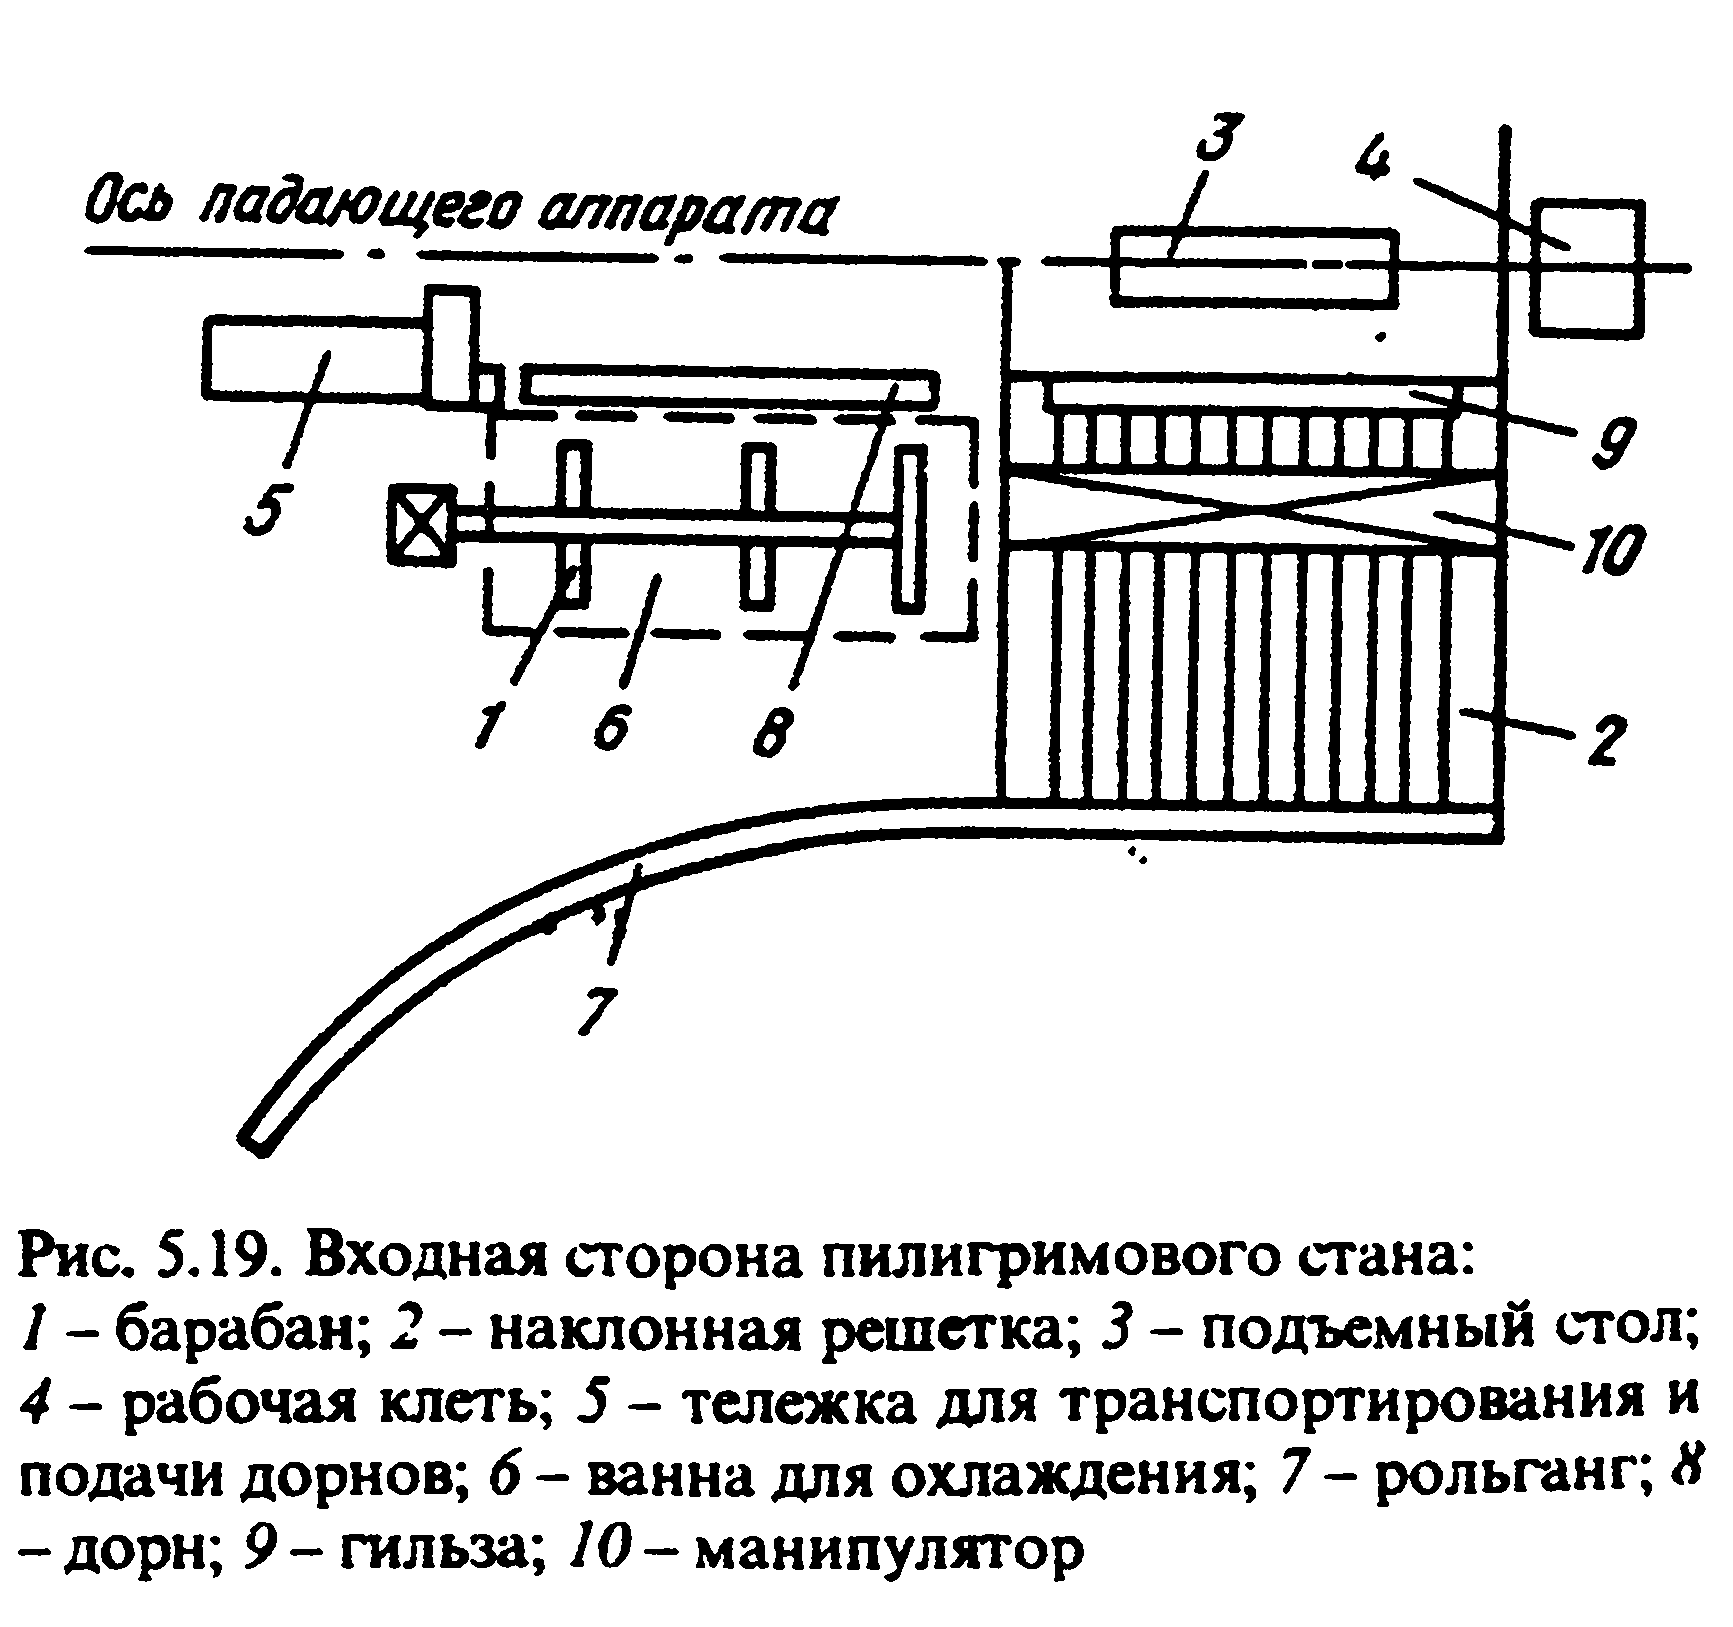 3
4
Ось падающего аппарата
9
5
10
1
6
8
2
7
Рис. 5.19. Входная сторона пилигримового стана:
1 – барабан; 2 – наклонная решетка; 3 – подъемный стол;
4 – рабочая клеть; 5 – тележка для транспортирования и
подачи дорнов; 6 – ванна для охлаждения; 7 – рольганг; 8
– дорн; 9 – гильза; 10 – манипулятор